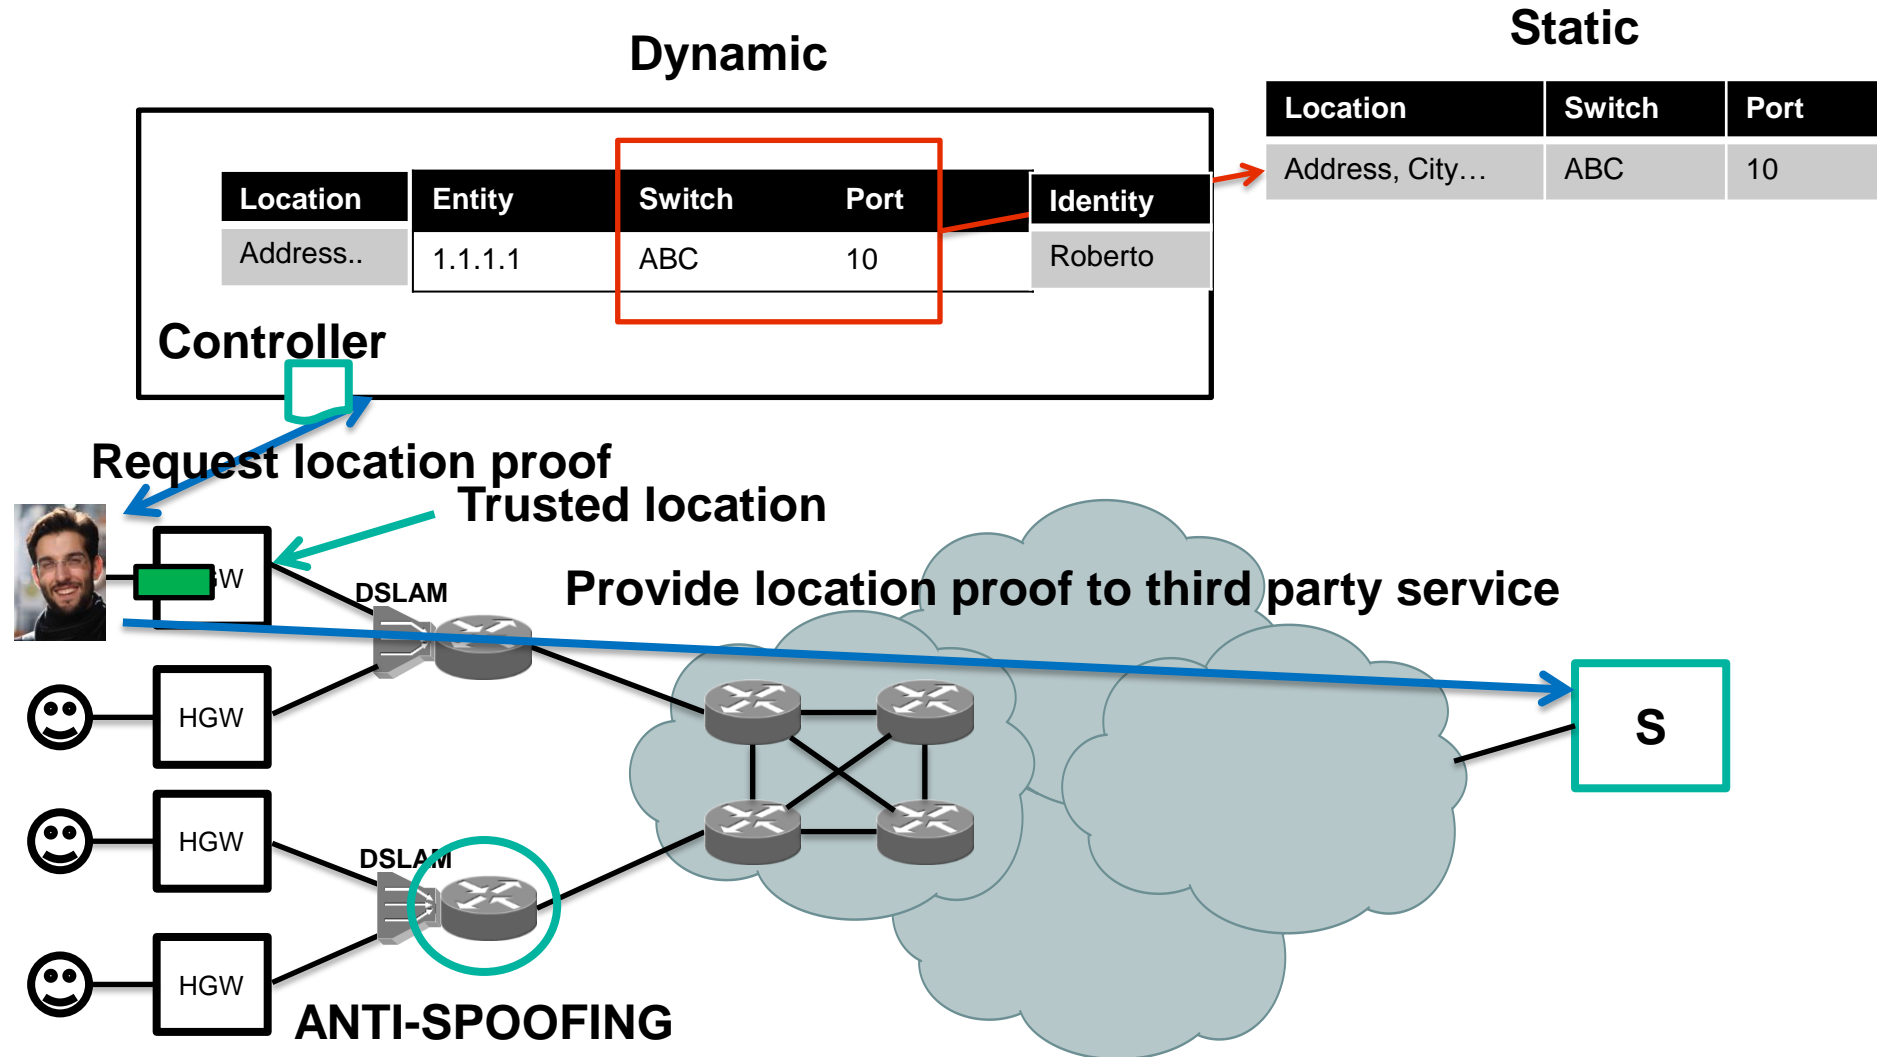 Static
Dynamic
Location Switch Port
Address, City… ABC 10
Location Entity Switch Port Identity
Address.. 1.1.1.1 ABC 10 Roberto
Controller
Request location proof
Trusted location
DSLAM
Provide location proof to third party service
HGW
S
HGW
DSLAM
HGW
ANTI-SPOOFING